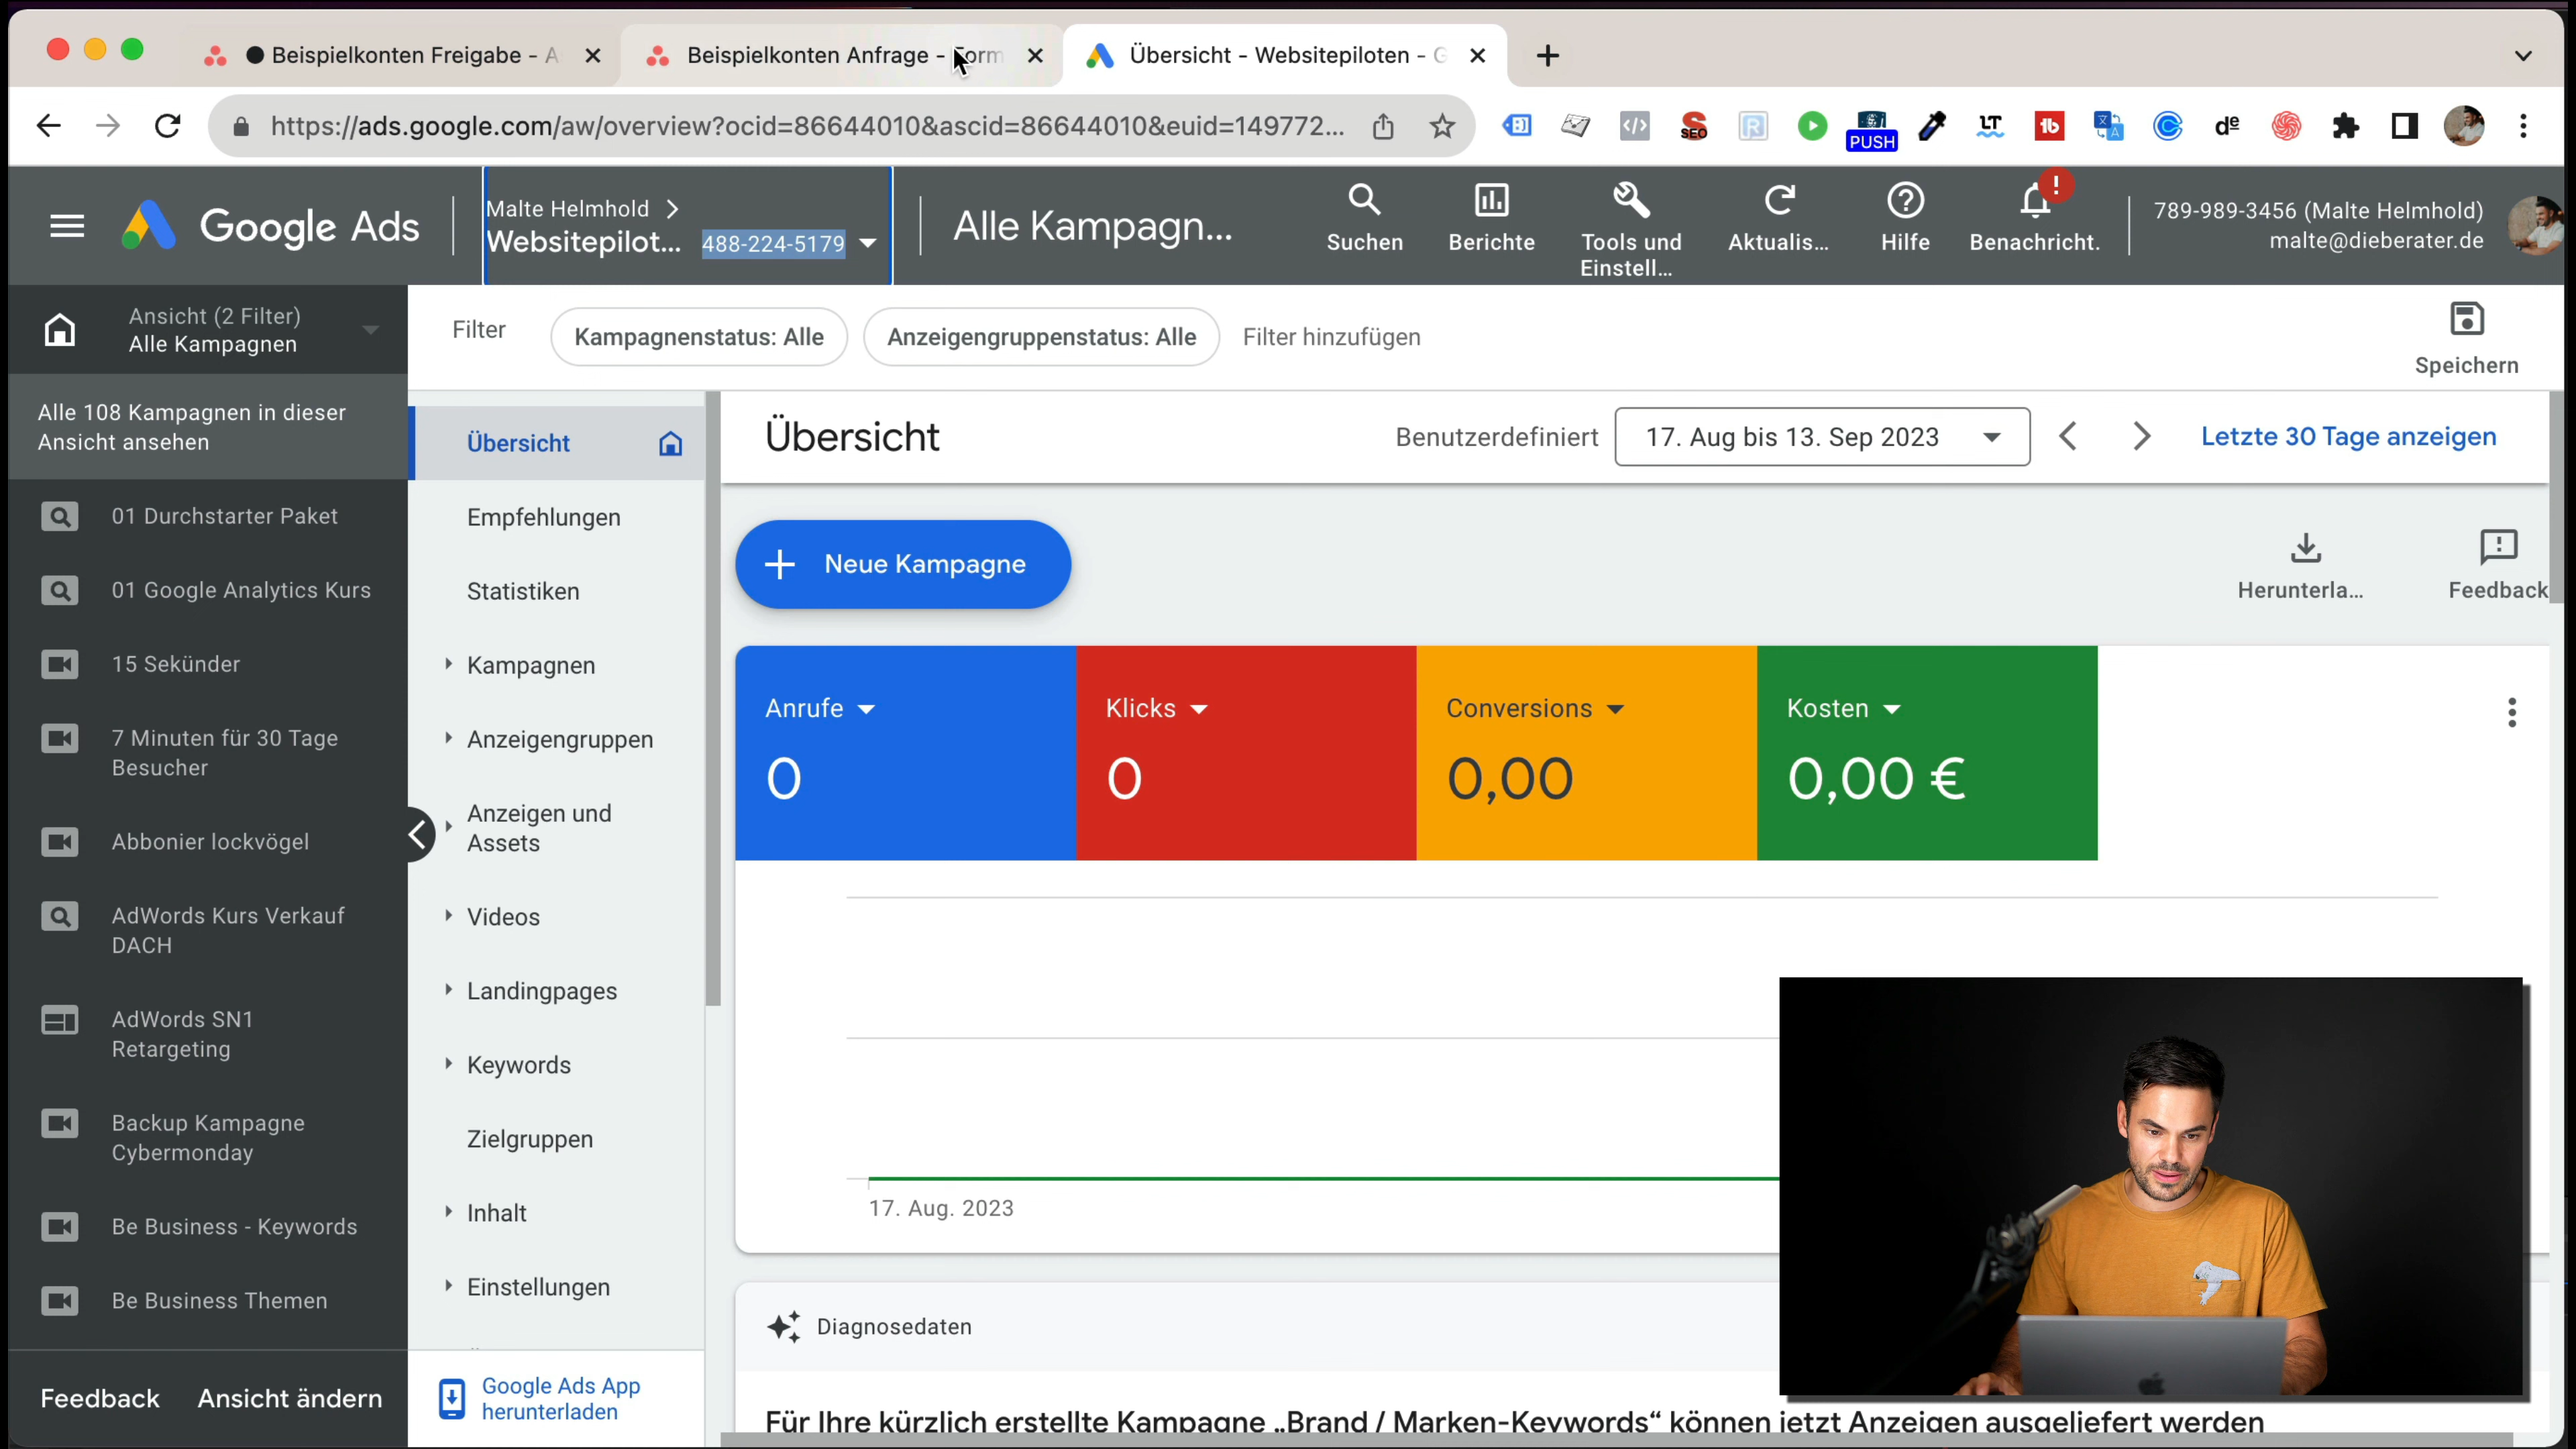 Beispielkonten Freigabe - A
Beispielkonten Anfrage - Form
Übersicht - Websitepiloten - G
https://ads.google.com/aw/overview?ocid=86644010&ascid=86644010&euid=149772...
SEO
PUSH
Google Ads
Malte Helmhold
Websitepilot... 488-224-5179
Alle Kampagn...
Suchen
Berichte
Tools und
Einstell...
Aktualis...
Hilfe
Benachricht.
789-989-3456 (Malte Helmhold)
malte@dieberater.de
Ansicht (2 Filter)
Alle Kampagnen
Filter
Kampagnenstatus: Alle
Anzeigengruppenstatus: Alle
Filter hinzufügen
Speichern
Alle 108 Kampagnen in dieser
Ansicht ansehen
01 Durchstarter Paket
01 Google Analytics Kurs
15 Sekünder
7 Minuten für 30 Tage
Besucher
Abbonier lockvögel
AdWords Kurs Verkauf
DACH
AdWords SN1
Retargeting
Backup Kampagne
Cybermonday
Be Business - Keywords
Be Business Themen
Feedback
Ansicht ändern
Übersicht
Empfehlungen
Statistiken
Kampagnen
Anzeigengruppen
Anzeigen und
Assets
Videos
Landingpages
Keywords
Zielgruppen
Inhalt
Einstellungen
Google Ads App
herunterladen
Übersicht
Benutzerdefiniert
17. Aug bis 13. Sep 2023
Letzte 30 Tage anzeigen
Neue Kampagne
Herunterla...
Feedback
Anrufe
0
Klicks
0
Conversions
0,00
Kosten
0,00 €
17. Aug. 2023
Diagnosedaten
Für Ihre kürzlich erstellte Kampagne „Brand / Marken-Keywords“ können jetzt Anzeigen ausgeliefert werden